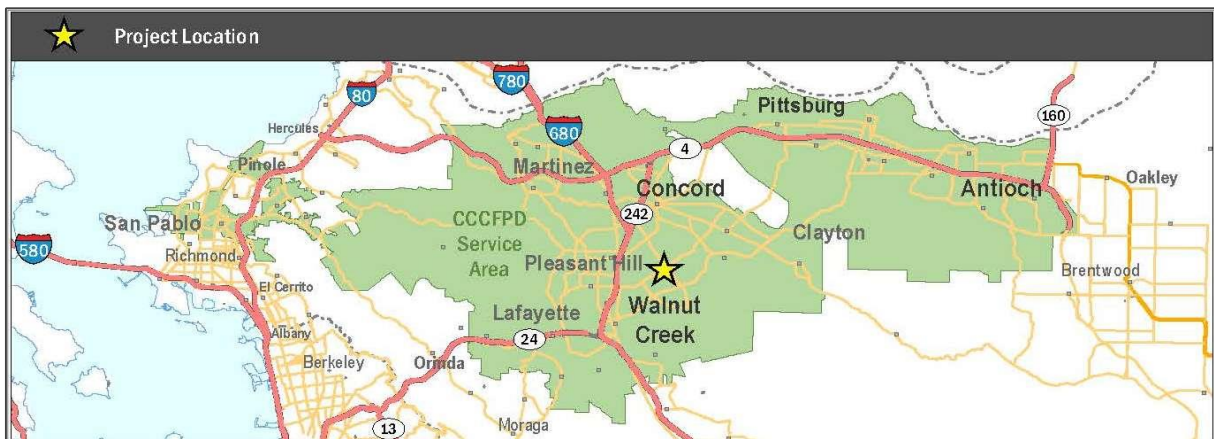 Project Location
780
80
680
160
Pittsburg
Hercules
4
Martinez
Pinole
Concord
Antioch
Oakley
242
San Pablo
CCCFPD
Service
Area
Clayton
580
Richmond
Pleasant Hill
Brentwood
El Cerrito
Walnut
Creek
Lafayette
Albany
24
Berkeley
Orinda
Moraga
13